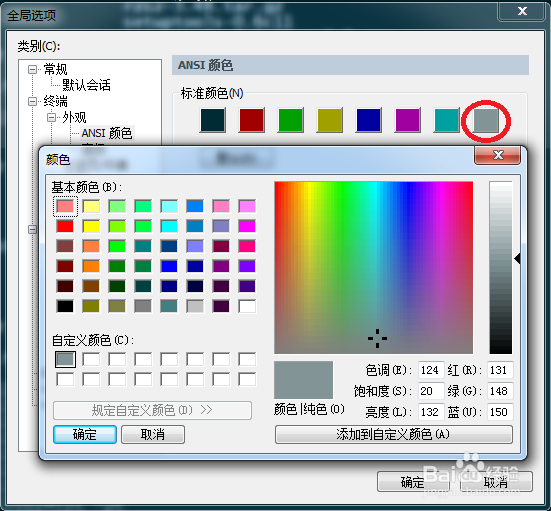 setuptools-0.6c11
全局选项
类别(C):
常规
默认会话
终端
外观
ANSI 颜色
ANSI 颜色
标准颜色(N)
颜色
基本颜色(B):
自定义颜色(C):
规定自定义颜色(D) >>
确定
取消
颜色|纯色(O)
色调(E): 124 红(R): 131
饱和度(S): 20 绿(G): 148
亮度(L): 132 蓝(U): 150
添加到自定义颜色(A)
确定
取消
Baidu 经验